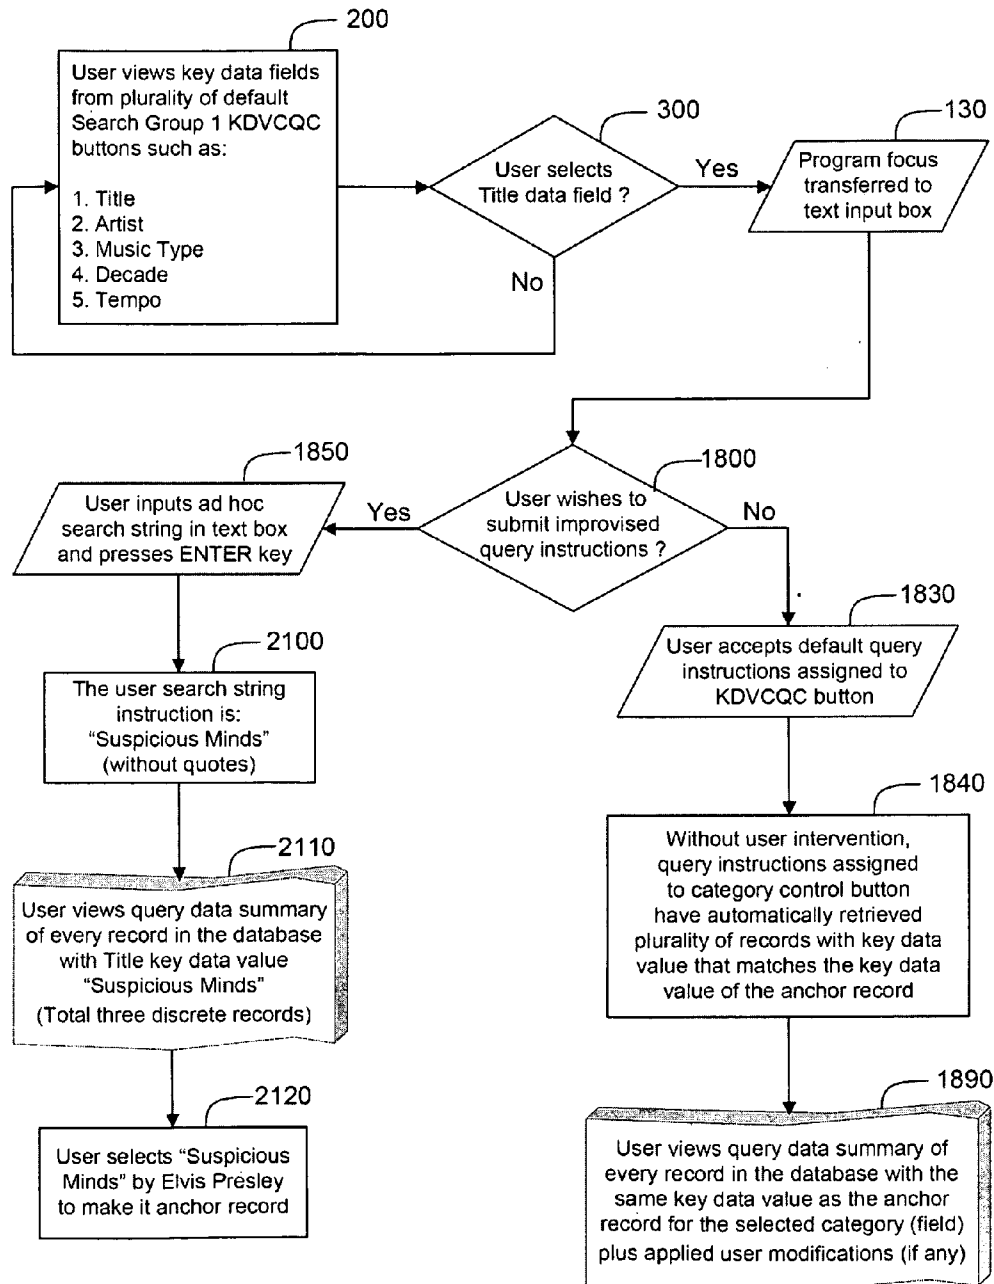 200
User views key data fields
from plurality of default
Search Group 1 KDVCQC
buttons such as:
1. Title
2. Artist
3. Music Type
4. Decade
5. Tempo
300
User selects
Title data field ?
Yes
No
130
Program focus
transferred to
text input box
1800
User wishes to
submit improvised
query instructions ?
Yes
No
1850
User inputs ad hoc
search string in text box
and presses ENTER key
2100
The user search string
instruction is:
“Suspicious Minds”
(without quotes)
2110
User views query data summary
of every record in the database
with Title key data value
“Suspicious Minds”
(Total three discrete records)
2120
User selects “Suspicious
Minds” by Elvis Presley
to make it anchor record
1830
User accepts default query
instructions assigned to
KDVCQC button
1840
Without user intervention,
query instructions assigned
to category control button
have automatically retrieved
plurality of records with key data
value that matches the key data
value of the anchor record
1890
User views query data summary of
every record in the database with the
same key data value as the anchor
record for the selected category (field)
plus applied user modifications (if any)